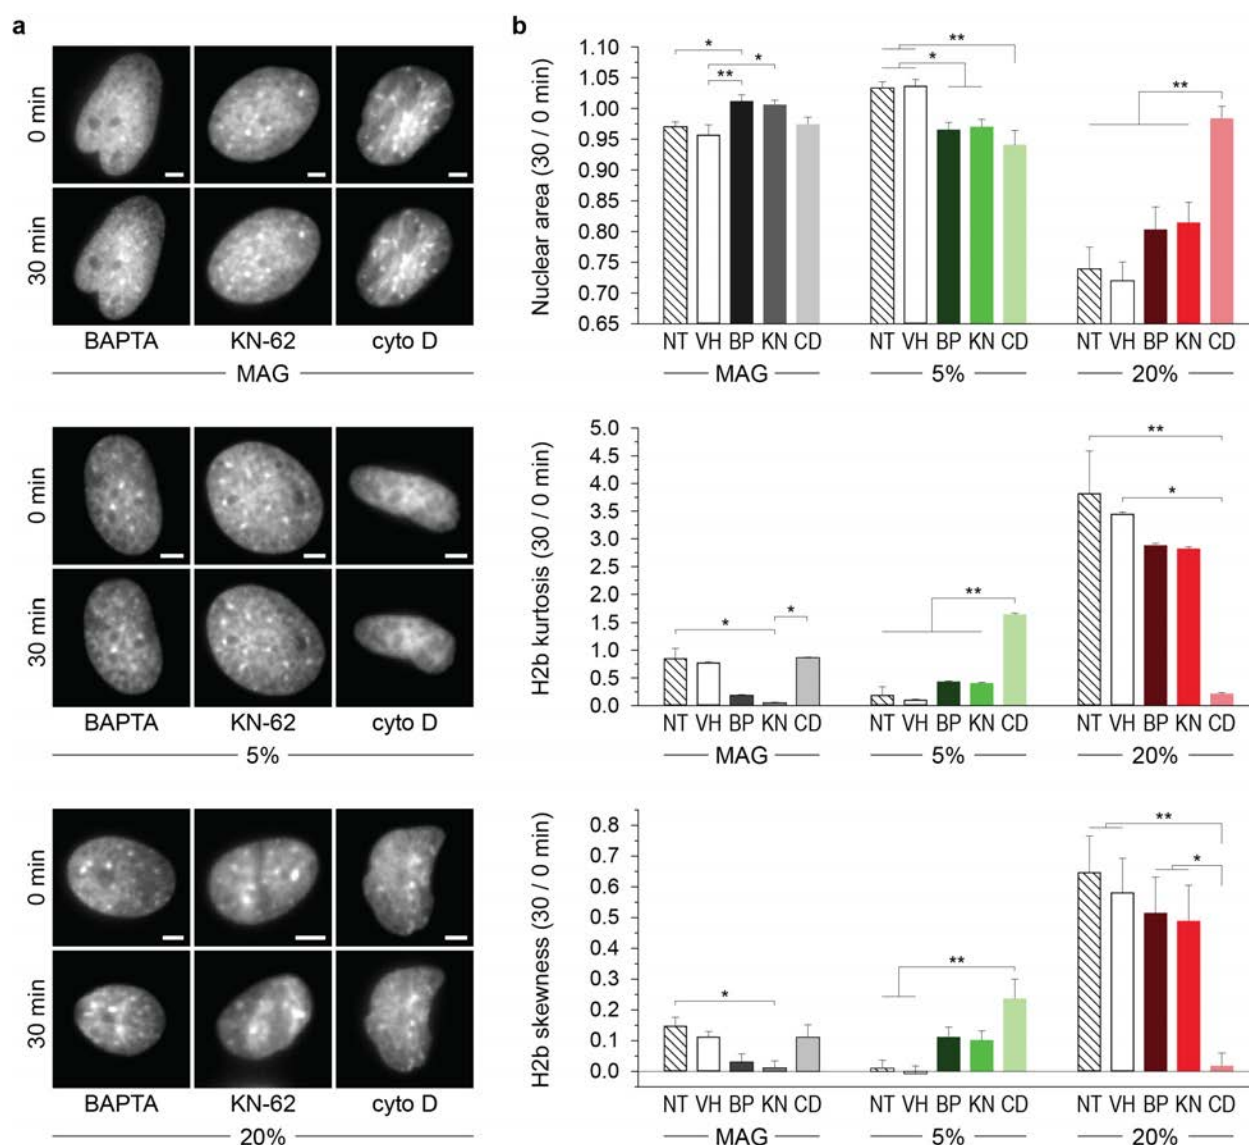 a
0 min
30 min
BAPTA KN-62 cyto D
MAG
0 min
30 min
BAPTA KN-62 cyto D
5%
0 min
30 min
BAPTA KN-62 cyto D
20%
b
Nuclear area (30 / 0 min)
1.10
1.05
1.00
0.95
0.90
0.85
0.80
0.75
0.70
0.65
* ** *
** *
**
NT VH BP KN CD NT VH BP KN CD NT VH BP KN CD
MAG 5% 20%
H2b kurtosis (30 / 0 min)
5.0
4.5
3.5
3.0
2.5
2.0
1.5
1.0
0.5
0.0
* *
**
** *
NT VH BP KN CD NT VH BP KN CD NT VH BP KN CD
MAG 5% 20%
H2b skewness (30 / 0 min)
0.8
0.7
0.6
0.5
0.4
0.3
0.2
0.1
0.0
*
**
** *
NT VH BP KN CD NT VH BP KN CD NT VH BP KN CD
MAG 5% 20%